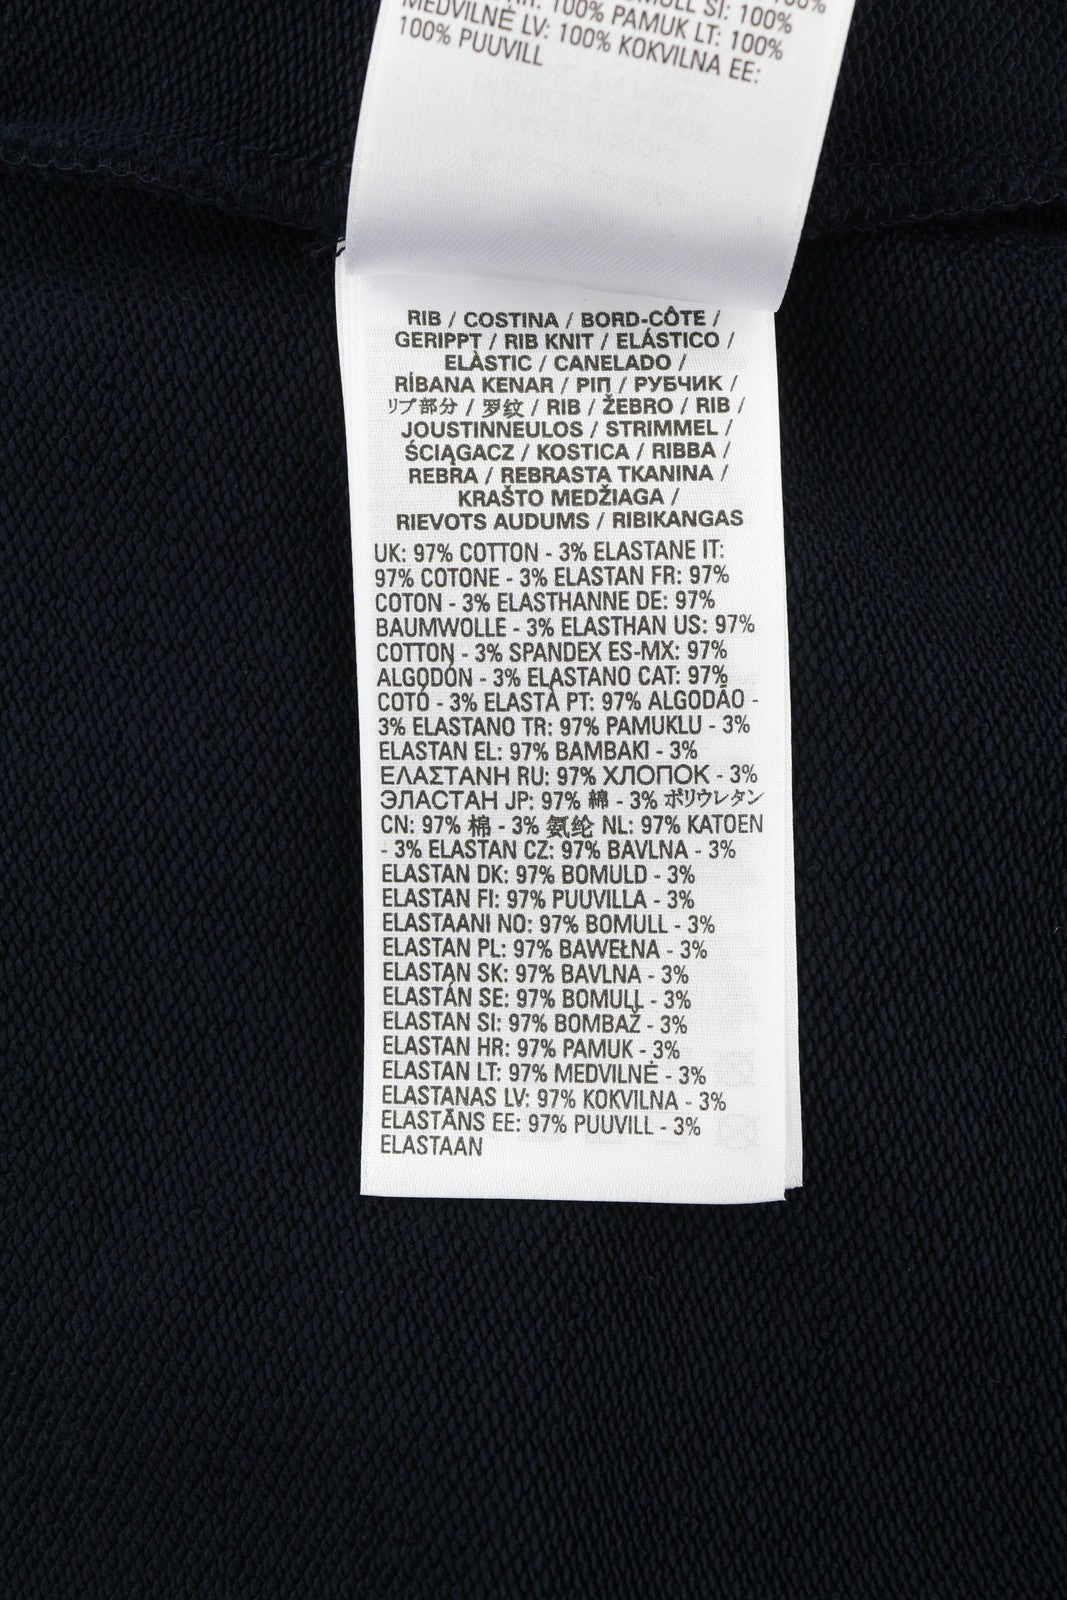 100% PAMUK LT: 100%
MEDVILNĖ LV: 100% KOKVILNA EE:
100% PUUVILL
RIB / COSTINA / BORD-CÔTE /
GERIPPT / RIB KNIT / ELÁSTICO /
ELÀSTIC / CANELADO /
RİBANA KENAR / ΡΙΠ / РУБЧИК /
リブ部分 / 罗纹 / RIB / ŽEBRO / RIB /
JOUSTINNEULOS / STRIMMEL /
ŚCIĄGACZ / KOSTICA / RIBBA /
REBRA / REBRASTA TKANINA /
KRAŠTO MEDŽIAGA /
RIEVOTS AUDUMS / RIBIKANGAS
UK: 97% COTTON - 3% ELASTANE IT:
97% COTONE - 3% ELASTAN FR: 97%
COTON - 3% ELASTHANNE DE: 97%
BAUMWOLLE - 3% ELASTHAN US: 97%
COTTON - 3% SPANDEX ES-MX: 97%
ALGODÓN - 3% ELASTANO CAT: 97%
COTÓ - 3% ELASTÀ PT: 97% ALGODÃO -
3% ELASTANO TR: 97% PAMUKLU - 3%
ELASTAN EL: 97% ΒΑΜΒΑΚΙ - 3%
ΕΛΑΣΤΑΝΗ RU: 97% ХЛОПОК - 3%
ЭЛАСТАН JP: 97% 綿 - 3% ポリウレタン
CN: 97% 棉 - 3% 氨纶 NL: 97% KATOEN
- 3% ELASTAN CZ: 97% BAVLNA - 3%
ELASTAN DK: 97% BOMULD - 3%
ELASTAN FI: 97% PUUVILLA - 3%
ELASTAANI NO: 97% BOMULL - 3%
ELASTAN PL: 97% BAWEŁNA - 3%
ELASTAN SK: 97% BAVLNA - 3%
ELASTÁN SE: 97% BOMULL - 3%
ELASTAN SI: 97% BOMBAŽ - 3%
ELASTAN HR: 97% PAMUK - 3%
ELASTAN LT: 97% MEDVILNĖ - 3%
ELASTANAS LV: 97% KOKVILNA - 3%
ELASTĀNS EE: 97% PUUVILL - 3%
ELASTAAN